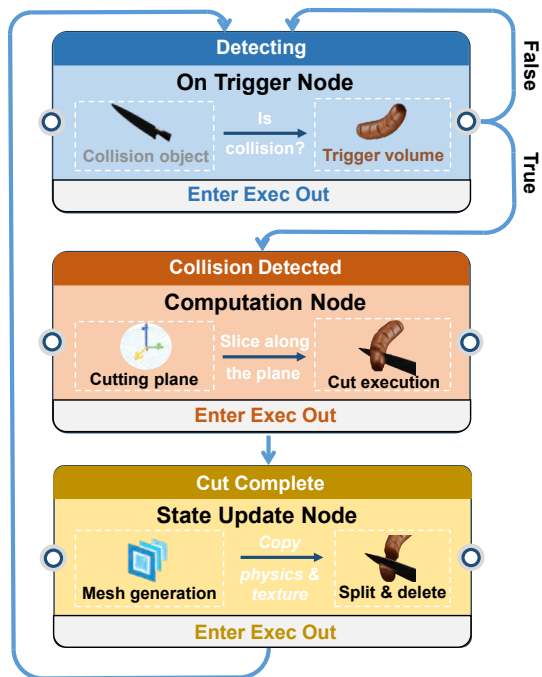 Detecting
On Trigger Node
Is
collision?
Collision object
Trigger volume
Enter Exec Out
False
True
Collision Detected
Computation Node
Slice along
the plane
Cutting plane
Cut execution
Enter Exec Out
Cut Complete
State Update Node
Copy
physics &
texture
Mesh generation
Split & delete
Enter Exec Out